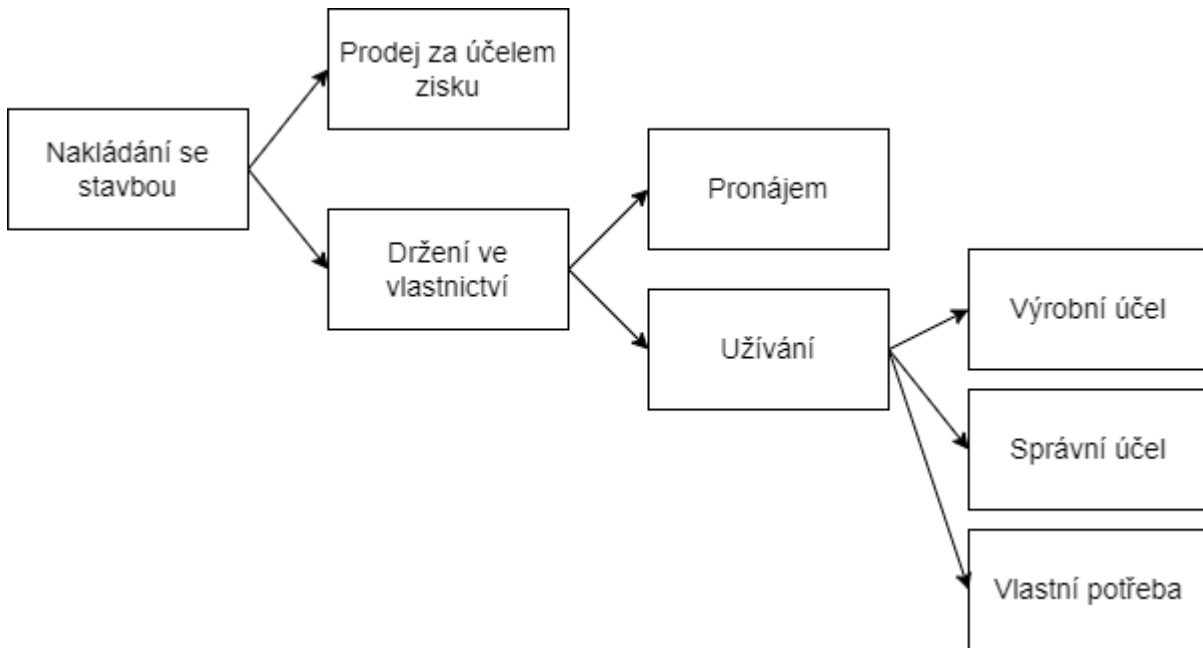 Prodej za účelem
zisku
Nakládání se
stavbou
Pronájem
Držení ve
vlastnictví
Výrobní účel
Užívání
Správní účel
Vlastní potřeba